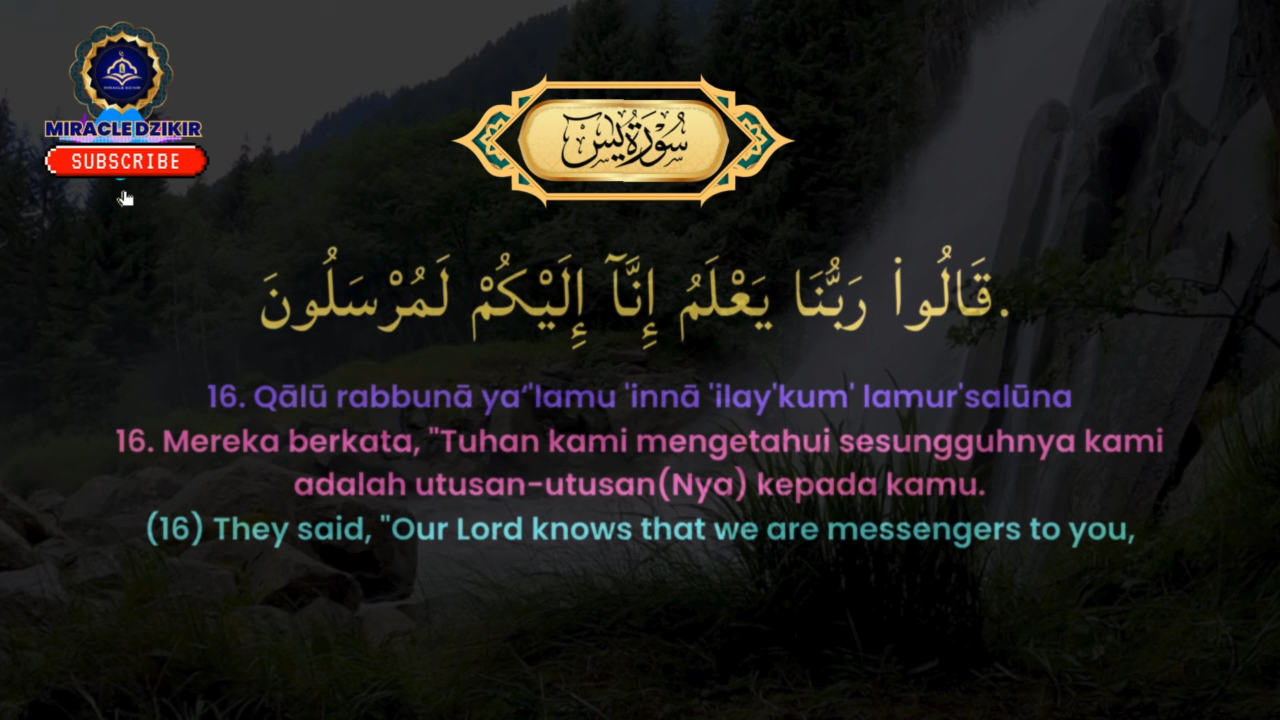 MIRACLE DZIKIR
SUBSCRIBE
سُورَةُ يٰسٓ
قَالُوا۟ رَبُّنَا يَعْلَمُ إِنَّآ إِلَيْكُمْ لَمُرْسَلُونَ.
16. Qālū rabbunā ya‘'lamu 'innā 'ilay'kum' lamur'salūna
16. Mereka berkata, "Tuhan kami mengetahui sesungguhnya kami
adalah utusan-utusan(Nya) kepada kamu.
(16) They said, "Our Lord knows that we are messengers to you,